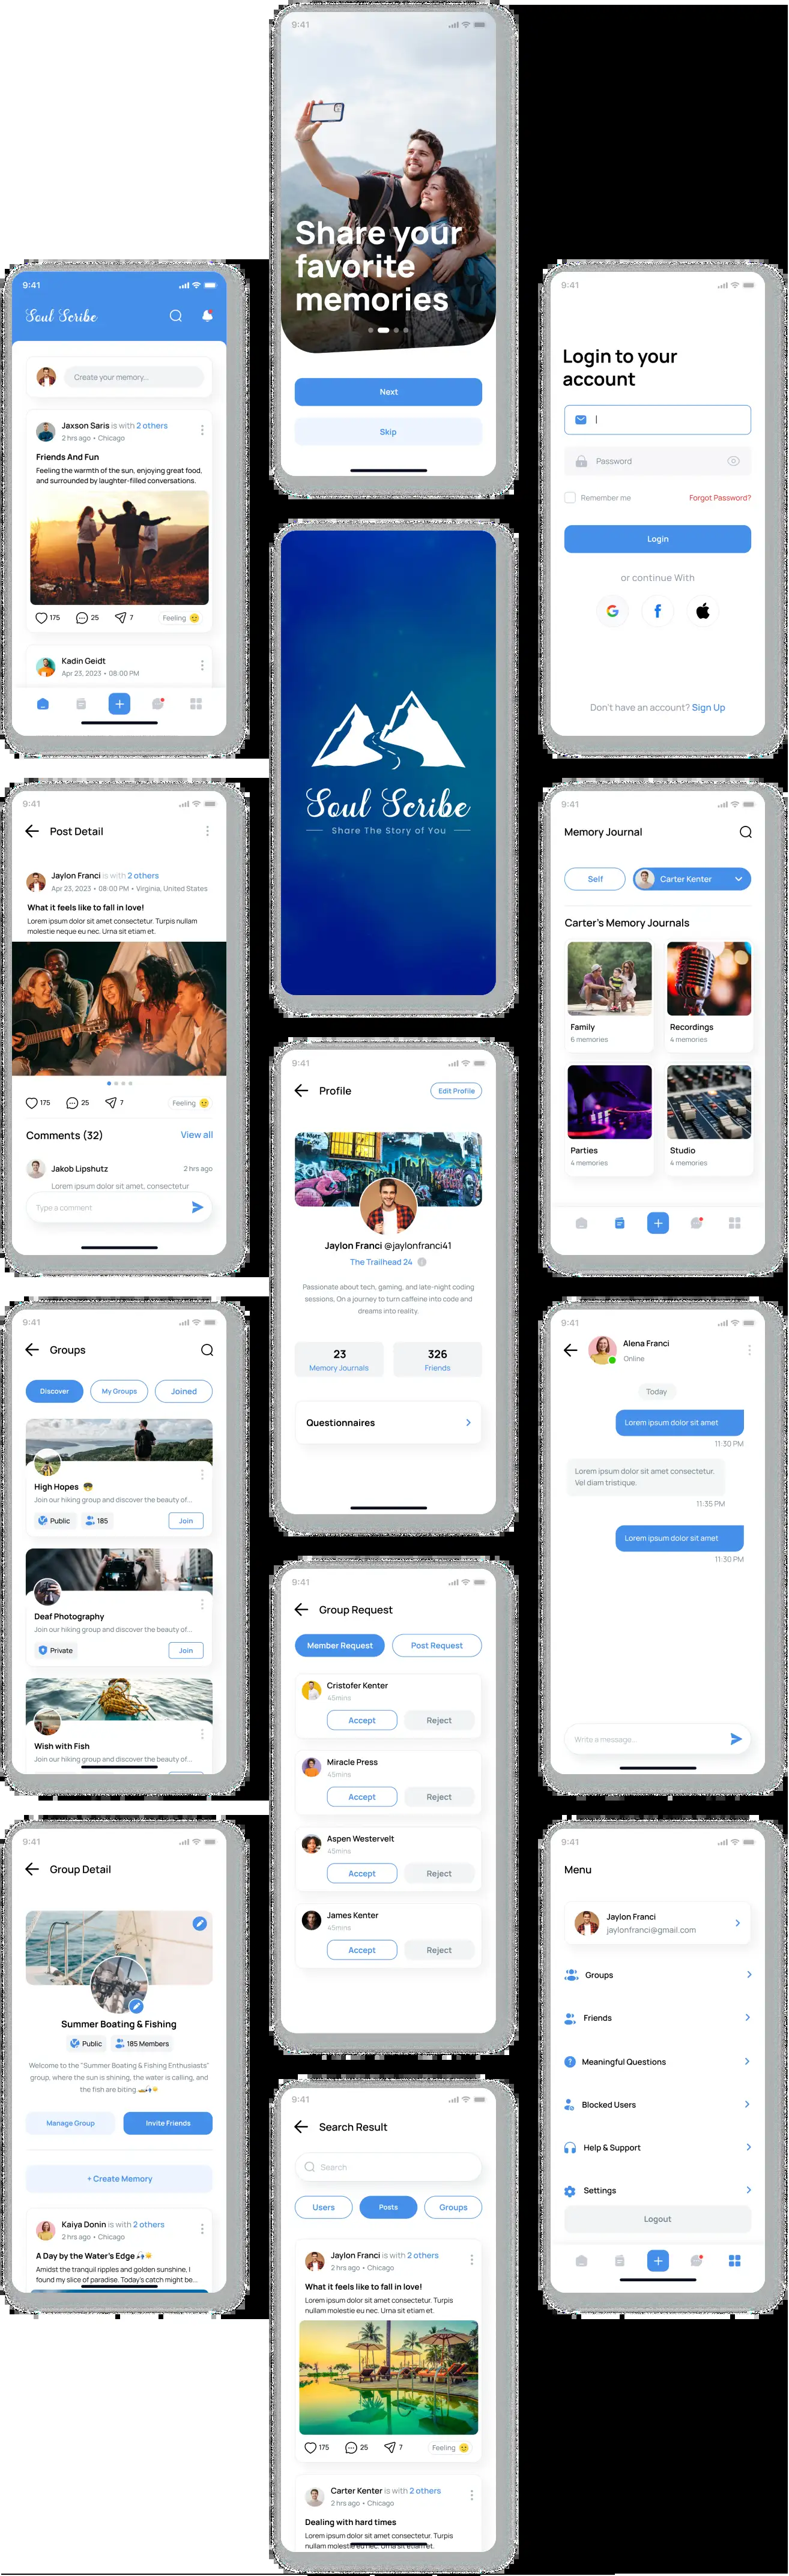 9:41
Soul Scribe
Create your memory...
Jaxson Saris is with 2 others
2 hrs ago • Chicago
Friends And Fun
Feeling the warmth of the sun, enjoying great food,
and surrounded by laughter-filled conversations.
175 25 7 Feeling
Kadin Geidt
Apr 23, 2023 • 08:00 PM
9:41
Post Detail
Jaylon Franci is with 2 others
Apr 23, 2023 • 08:00 PM • Virginia, United States
What it feels like to fall in love!
Lorem ipsum dolor sit amet consectetur. Turpis nullam
molestie neque eu nec. Urna sit etiam et.
175 25 7 Feeling
Comments (32) View all
Jakob Lipshutz 2 hrs ago
Lorem ipsum dolor sit amet, consectetur
Type a comment
9:41
Groups
Discover My Groups Joined
High Hopes
Join our hiking group and discover the beauty of...
Public 185 Join
Deaf Photography
Join our hiking group and discover the beauty of...
Private Join
Wish with Fish
Join our hiking group and discover the beauty of...
9:41
Group Detail
Summer Boating & Fishing
Public 185 Members
Welcome to the "Summer Boating & Fishing Enthusiasts"
group, where the sun is shining, the water is calling, and
the fish are biting
Manage Group Invite Friends
+ Create Memory
Kaiya Donin is with 2 others
2 hrs ago • Chicago
A Day by the Water's Edge
Amidst the tranquil ripples and golden sunshine, I
found my slice of paradise. Today's catch might be...
9:41
Share your
favorite
memories
Next
Skip
Soul Scribe
Share The Story of You
9:41
Profile Edit Profile
Jaylon Franci @jaylonfranci41
The Trailhead 24
Passionate about tech, gaming, and late-night coding
sessions, On a journey to turn caffeine into code and
dreams into reality.
23 326
Memory Journals Friends
Questionnaires
9:41
Group Request
Member Request Post Request
Cristofer Kenter
45mins
Accept Reject
Miracle Press
45mins
Accept Reject
Aspen Westervelt
45mins
Accept Reject
James Kenter
45mins
Accept Reject
9:41
Search Result
Search
Users Posts Groups
Jaylon Franci is with 2 others
2 hrs ago • Chicago
What it feels like to fall in love!
Lorem ipsum dolor sit amet consectetur. Turpis
nullam molestie eu nec. Urna sit etiam et.
175 25 7 Feeling
Carter Kenter is with 2 others
2 hrs ago • Chicago
Dealing with hard times
Lorem ipsum dolor sit amet consectetur. Turpis
nullam molestie eu nec. Urna sit etiam et.
9:41
Login to your
account
Password
Remember me Forgot Password?
Login
or continue With
Don't have an account? Sign Up
9:41
Memory Journal
Self Carter Kenter
Carter's Memory Journals
Family Recordings
6 memories 4 memories
Parties Studio
4 memories 4 memories
9:41
Alena Franci
Online
Today
Lorem ipsum dolor sit amet
11:30 PM
Lorem ipsum dolor sit amet consectetur.
Vel diam tristique.
11:35 PM
Lorem ipsum dolor sit amet
11:30 PM
Write a message...
9:41
Menu
Jaylon Franci
jaylonfranci@gmail.com
Groups
Friends
Meaningful Questions
Blocked Users
Help & Support
Settings
Logout